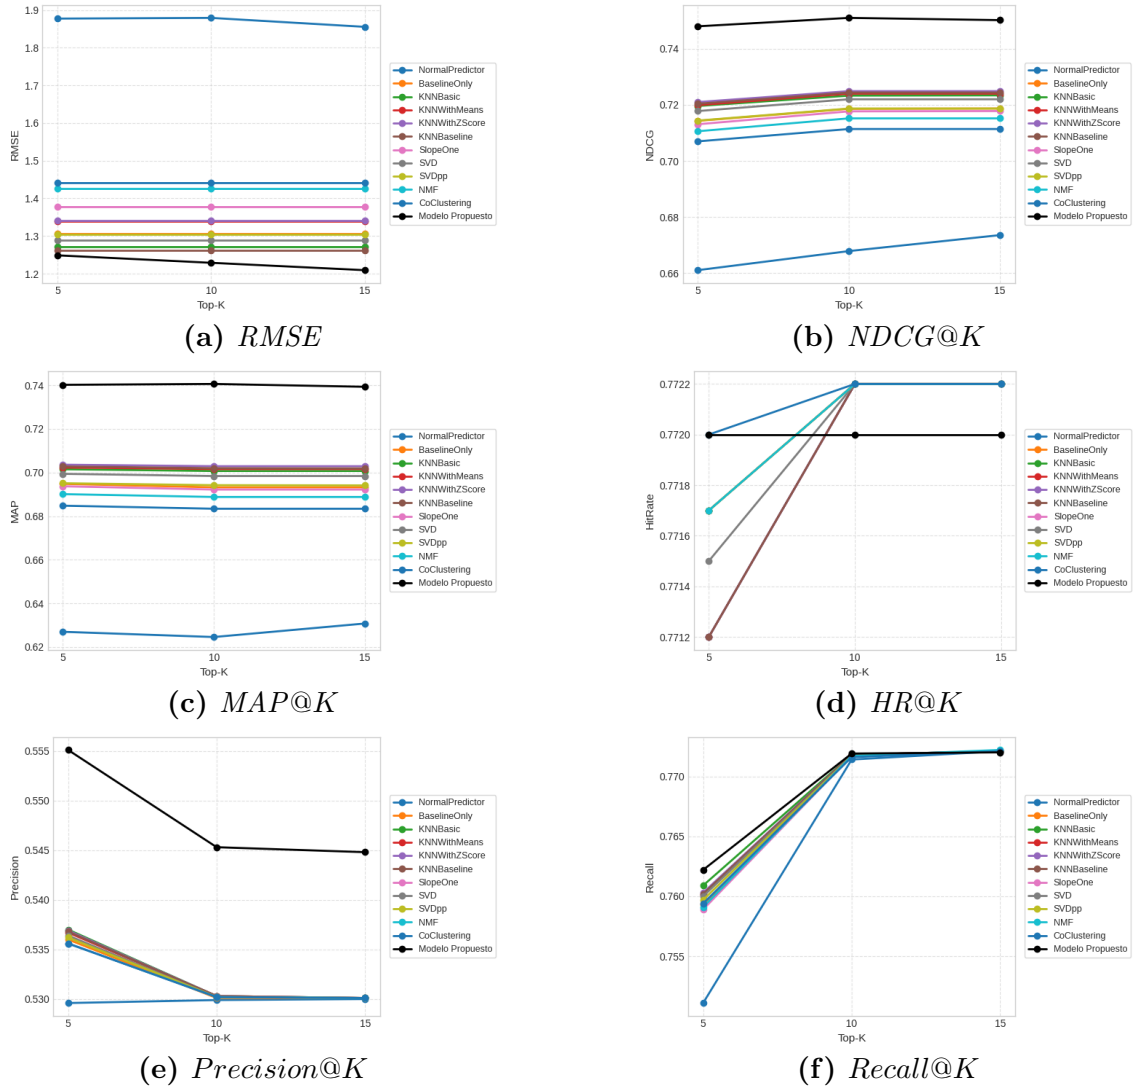 1.9
1.8
1.7
1.6
1.5
1.4
1.3
1.2
RMSE
5
10
15
Top-K
NormalPredictor
BaselineOnly
KNNBasic
KNNWithMeans
KNNWithZScore
KNNBaseline
SlopeOne
SVD
SVDpp
NMF
CoClustering
Modelo Propuesto
(a) RMSE
0.74
0.72
0.70
0.68
0.66
NDCG
5
10
15
Top-K
NormalPredictor
BaselineOnly
KNNBasic
KNNWithMeans
KNNWithZScore
KNNBaseline
SlopeOne
SVD
SVDpp
NMF
CoClustering
Modelo Propuesto
(b) NDCG@K
0.74
0.72
0.70
0.68
0.66
0.64
0.62
MAP
5
10
15
Top-K
NormalPredictor
BaselineOnly
KNNBasic
KNNWithMeans
KNNWithZScore
KNNBaseline
SlopeOne
SVD
SVDpp
NMF
CoClustering
Modelo Propuesto
(c) MAP@K
0.7722
0.7720
0.7718
0.7716
0.7714
0.7712
HitRate
5
10
15
Top-K
NormalPredictor
BaselineOnly
KNNBasic
KNNWithMeans
KNNWithZScore
KNNBaseline
SlopeOne
SVD
SVDpp
NMF
CoClustering
Modelo Propuesto
(d) HR@K
0.555
0.550
0.545
0.540
0.535
0.530
Precision
5
10
15
Top-K
NormalPredictor
BaselineOnly
KNNBasic
KNNWithMeans
KNNWithZScore
KNNBaseline
SlopeOne
SVD
SVDpp
NMF
CoClustering
Modelo Propuesto
(e) Precision@K
0.770
0.765
0.760
0.755
Recall
5
10
15
Top-K
NormalPredictor
BaselineOnly
KNNBasic
KNNWithMeans
KNNWithZScore
KNNBaseline
SlopeOne
SVD
SVDpp
NMF
CoClustering
Modelo Propuesto
(f) Recall@K